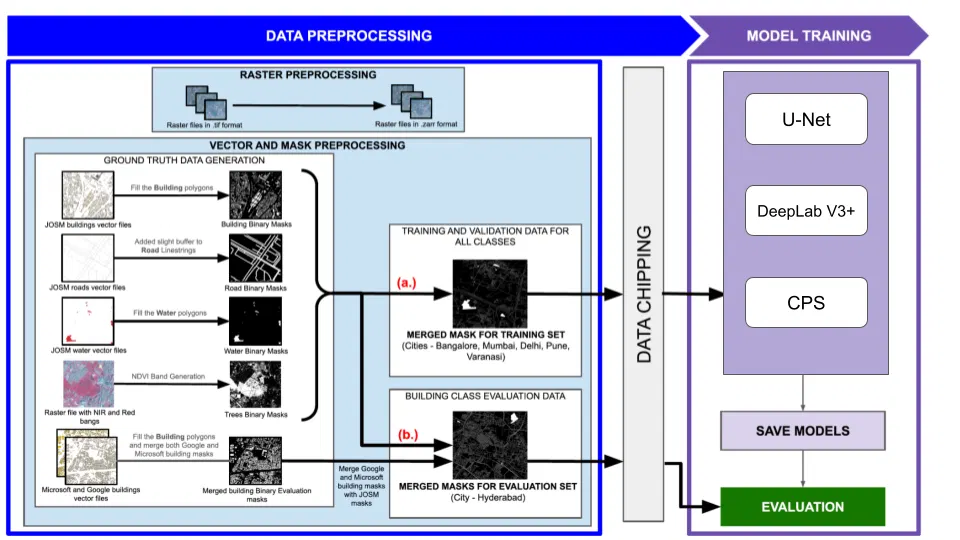 DATA PREPROCESSING
MODEL TRAINING
RASTER PREPROCESSING
Raster files in .tif format
Raster files in .zarr format
VECTOR AND MASK PREPROCESSING
GROUND TRUTH DATA GENERATION
JOSM buildings vector files
Fill the Building polygons
Building Binary Masks
JOSM roads vector files
Added slight buffer to
Road Linestrings
Road Binary Masks
JOSM water vector files
Fill the Water polygons
Water Binary Masks
Raster file with NIR and Red
bangs
NDVI Band Generation
Trees Binary Masks
Microsoft and Google buildings
vector files
Fill the Building polygons
and merge both Google and
Microsoft building masks
Merged building Binary Evaluation
masks
Merge Google
and Microsoft
building masks
with JOSM
masks
TRAINING AND VALIDATION DATA FOR
ALL CLASSES
(a.)
MERGED MASK FOR TRAINING SET
(Cities - Bangalore, Mumbai, Delhi, Pune,
Varanasi)
BUILDING CLASS EVALUATION DATA
(b.)
MERGED MASKS FOR EVALUATION SET
(City - Hyderabad)
DATA CHIPPING
U-Net
DeepLab V3+
CPS
SAVE MODELS
EVALUATION